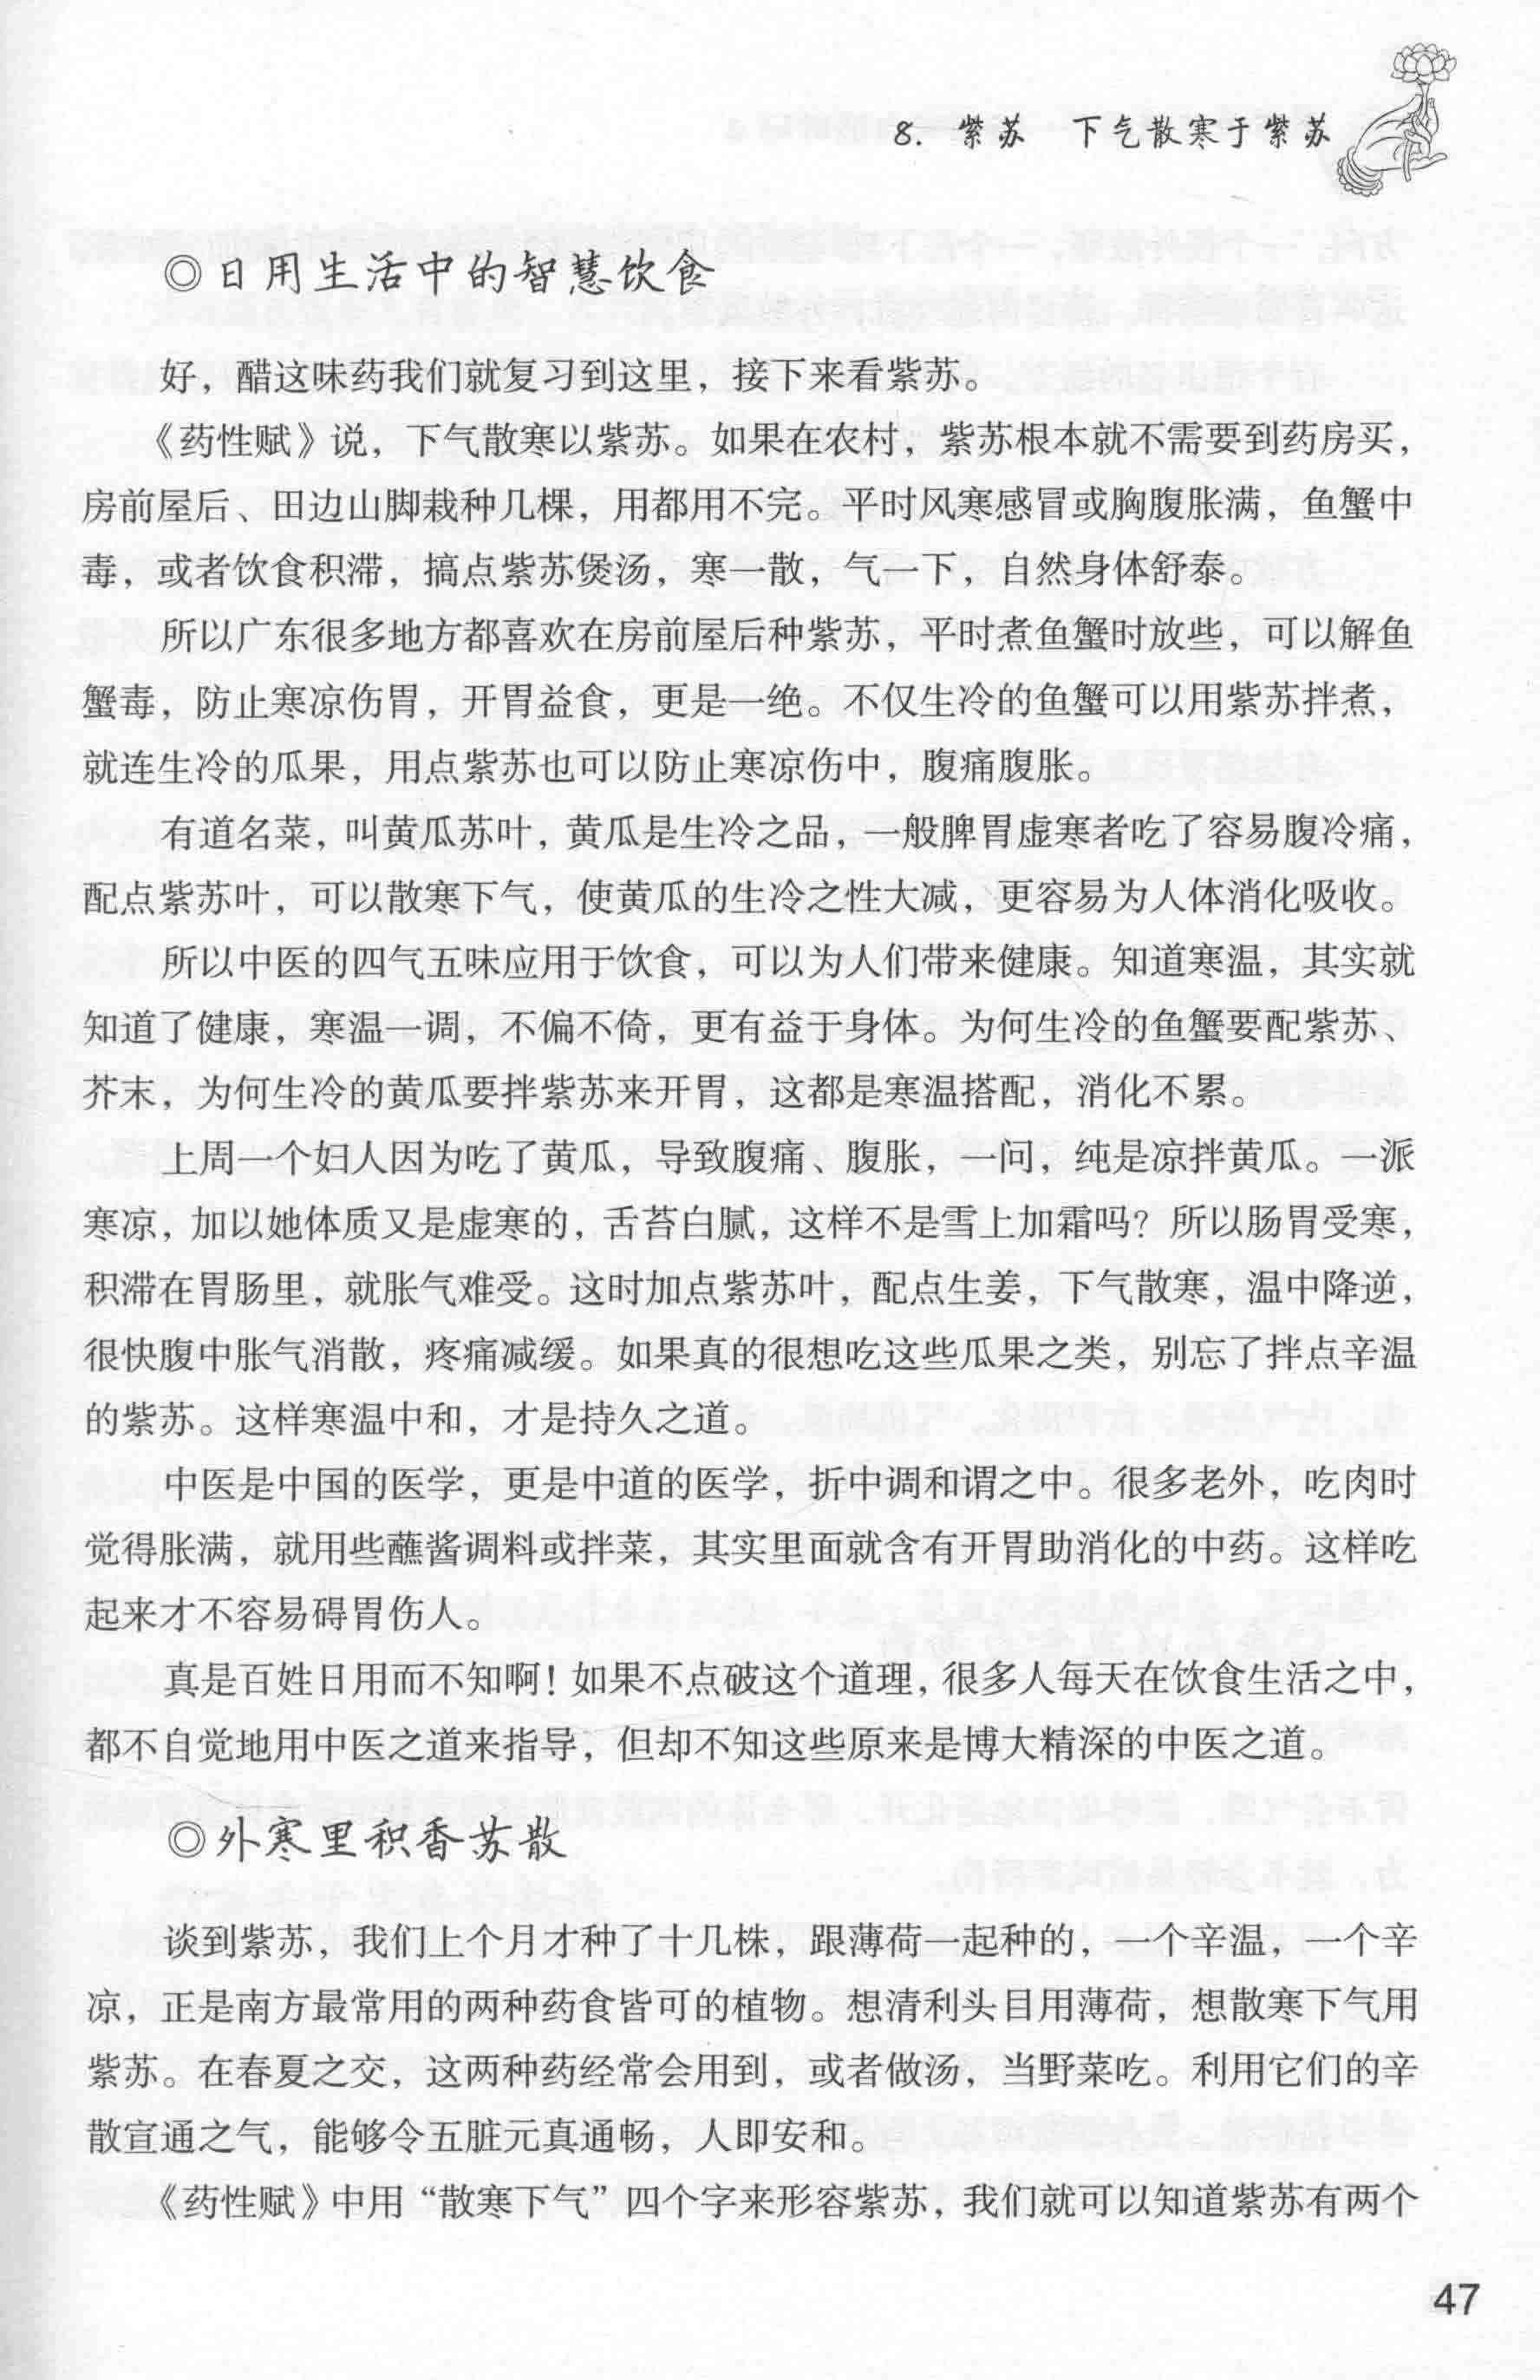 8. 紫苏　下气散寒于紫苏
◎日用生活中的智慧饮食
好，醋这味药我们就复习到这里，接下来看紫苏。
《药性赋》说，下气散寒以紫苏。如果在农村，紫苏根本就不需要到药房买，
房前屋后、田边山脚栽种几棵，用都用不完。平时风寒感冒或胸腹胀满，鱼蟹中
毒，或者饮食积滞，搞点紫苏煲汤，寒一散，气一下，自然身体舒泰。
所以广东很多地方都喜欢在房前屋后种紫苏，平时煮鱼蟹时放些，可以解鱼
蟹毒，防止寒凉伤胃，开胃益食，更是一绝。不仅生冷的鱼蟹可以用紫苏拌煮，
就连生冷的瓜果，用点紫苏也可以防止寒凉伤中，腹痛腹胀。
有道名菜，叫黄瓜苏叶，黄瓜是生冷之品，一般脾胃虚寒者吃了容易腹冷痛，
配点紫苏叶，可以散寒下气，使黄瓜的生冷之性大减，更容易为人体消化吸收。
所以中医的四气五味应用于饮食，可以为人们带来健康。知道寒温，其实就
知道了健康，寒温一调，不偏不倚，更有益于身体。为何生冷的鱼蟹要配紫苏、
芥末，为何生冷的黄瓜要拌紫苏来开胃，这都是寒温搭配，消化不累。
上周一个妇人因为吃了黄瓜，导致腹痛、腹胀，一问，纯是凉拌黄瓜。一派
寒凉，加以她体质又是虚寒的，舌苔白腻，这样不是雪上加霜吗？所以肠胃受寒，
积滞在胃肠里，就胀气难受。这时加点紫苏叶，配点生姜，下气散寒，温中降逆，
很快腹中胀气消散，疼痛减缓。如果真的很想吃这些瓜果之类，别忘了拌点辛温
的紫苏。这样寒温中和，才是持久之道。
中医是中国的医学，更是中道的医学，折中调和谓之中。很多老外，吃肉时
觉得胀满，就用些蘸酱调料或拌菜，其实里面就含有开胃助消化的中药。这样吃
起来才不容易碍胃伤人。
真是百姓日用而不知啊！如果不点破这个道理，很多人每天在饮食生活之中，
都不自觉地用中医之道来指导，但却不知这些原来是博大精深的中医之道。
◎外寒里积香苏散
谈到紫苏，我们上个月才种了十几株，跟薄荷一起种的，一个辛温，一个辛
凉，正是南方最常用的两种药食皆可的植物。想清利头目用薄荷，想散寒下气用
紫苏。在春夏之交，这两种药经常会用到，或者做汤，当野菜吃。利用它们的辛
散宣通之气，能够令五脏元真通畅，人即安和。
《药性赋》中用“散寒下气”四个字来形容紫苏，我们就可以知道紫苏有两个
47